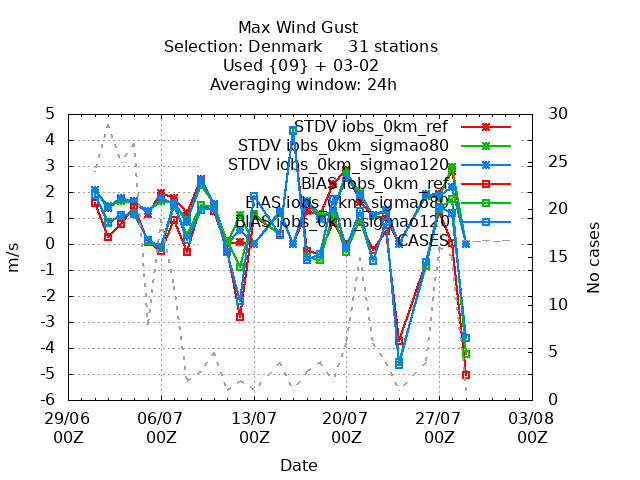 Max Wind Gust
Selection: Denmark 31 stations
Used {09} + 03-02
Averaging window: 24h
5
4
3
2
1
0
-1
-2
-3
-4
-5
-6
m/s
30
25
20
15
10
5
0
No cases
STDV iobs_0km_ref
STDV iobs_0km_sigmao80
STDV iobs_0km_sigmao120
BIAS iobs_0km_ref
BIAS iobs_0km_sigmao80
BIAS iobs_0km_sigmao120
CASES
29/06 06/07 13/07 20/07 27/07 03/08
00Z 00Z 00Z 00Z 00Z 00Z
Date